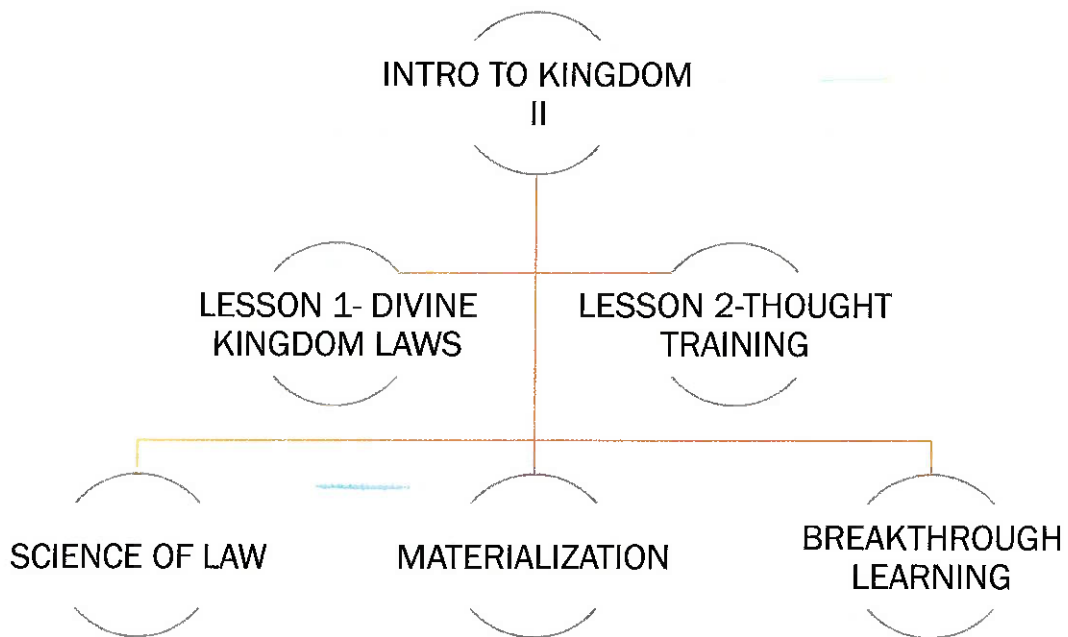 INTRO TO KINGDOM
II
LESSON 1- DIVINE
KINGDOM LAWS
LESSON 2-THOUGHT
TRAINING
SCIENCE OF LAW
MATERIALIZATION
BREAKTHROUGH
LEARNING